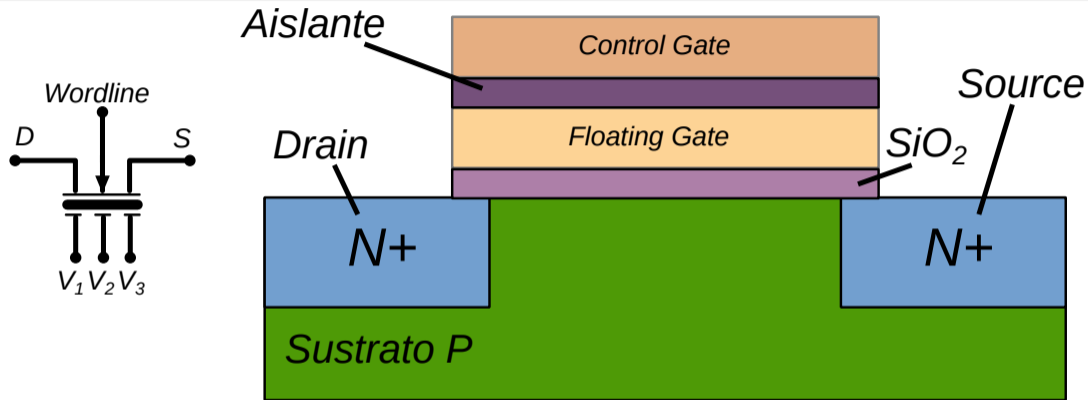 Aislante
Control Gate
Source
Wordline
D
S
Drain
Floating Gate
SiO₂
N+
N+
V₁ V₂ V₃
Sustrato P